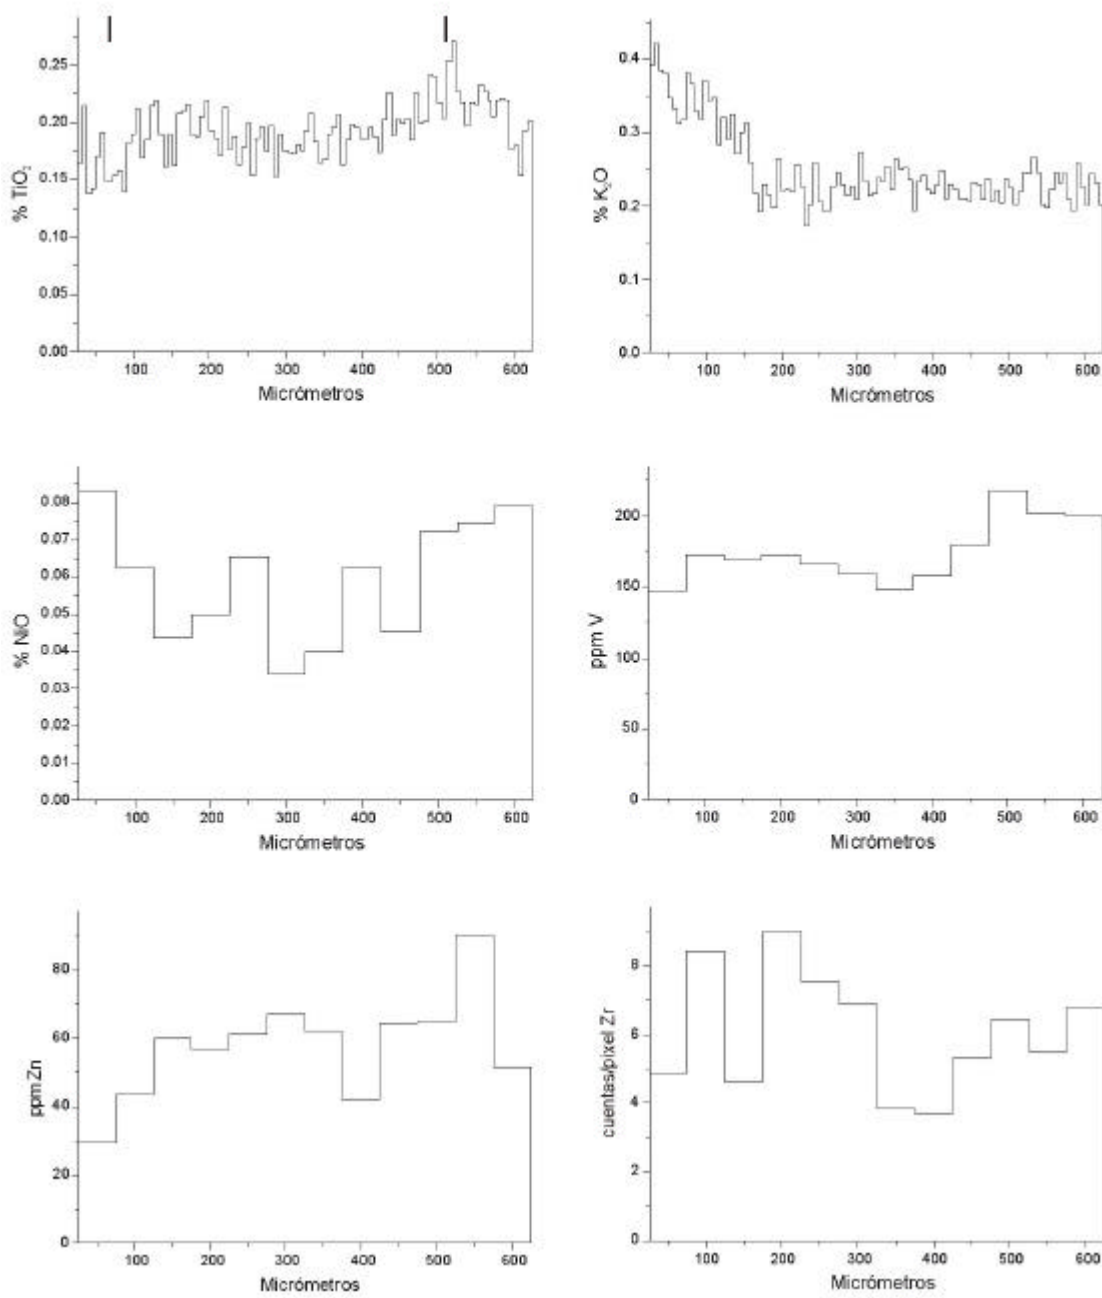 % TiO₂
0.25
0.20
0.15
0.10
0.05
0.00
100 200 300 400 500 600
Micrómetros
% K₂O
0.4
0.3
0.2
0.1
0.0
100 200 300 400 500 600
Micrómetros
% NiO
0.08
0.07
0.06
0.05
0.04
0.03
0.02
0.01
0.00
100 200 300 400 500 600
Micrómetros
ppm V
200
150
100
50
0
100 200 300 400 500 600
Micrómetros
ppm Zn
80
60
40
20
0
100 200 300 400 500 600
Micrómetros
cuentas/pixel Zr
8
6
4
2
0
100 200 300 400 500 600
Micrómetros